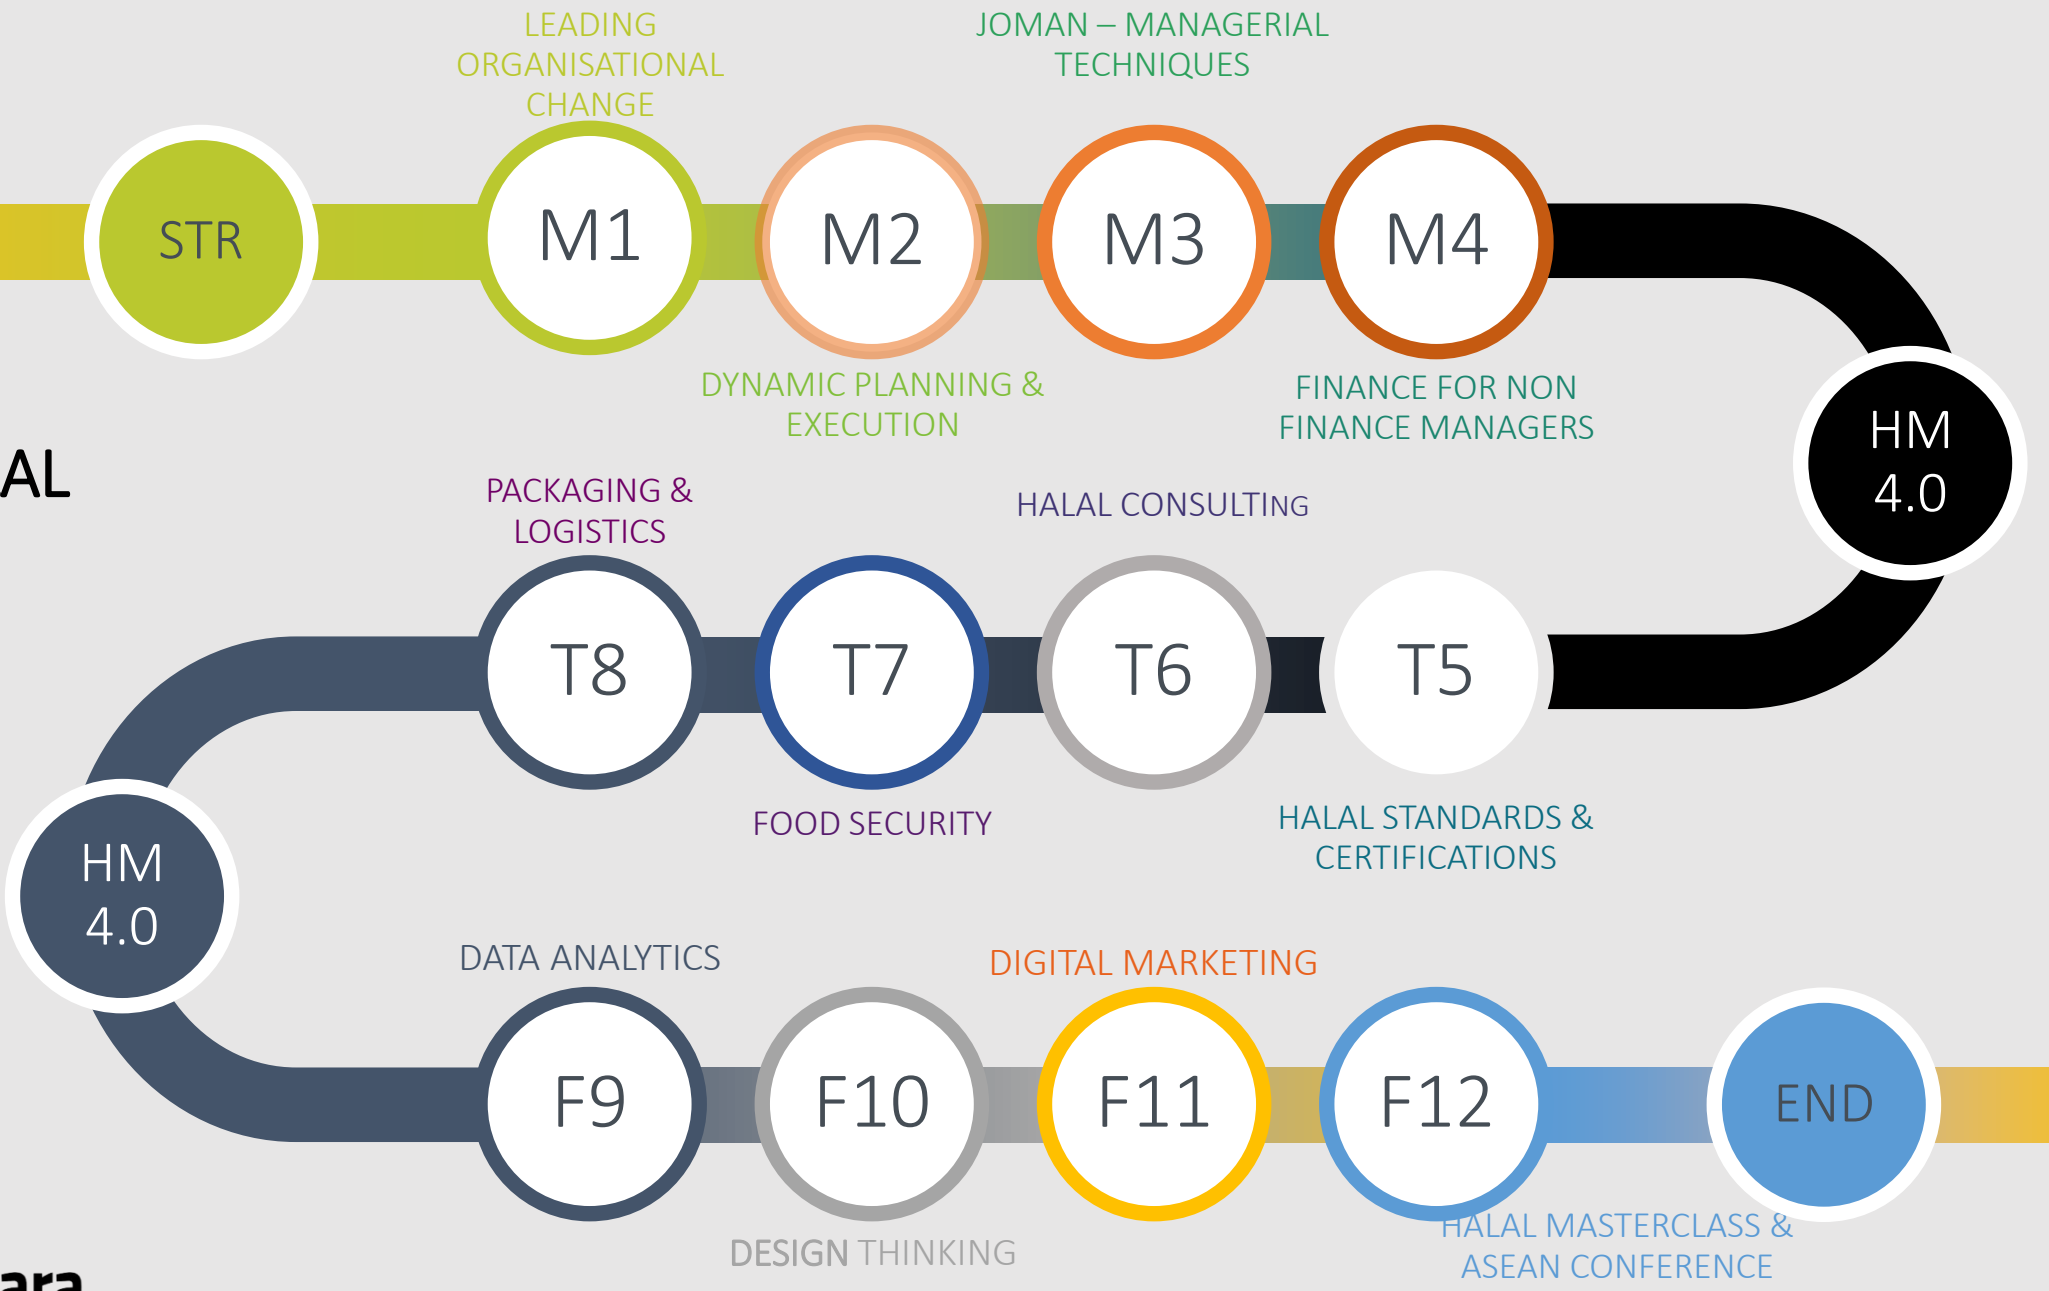 LEADING
ORGANISATIONAL
CHANGE
JOMAN – MANAGERIAL
TECHNIQUES
STR
M1
M2
M3
M4
DYNAMIC PLANNING &
EXECUTION
FINANCE FOR NON
FINANCE MANAGERS
HM
4.0
AL
PACKAGING &
LOGISTICS
HALAL CONSULTING
T8
T7
T6
T5
FOOD SECURITY
HALAL STANDARDS &
CERTIFICATIONS
HM
4.0
DATA ANALYTICS
DIGITAL MARKETING
F9
F10
F11
F12
END
DESIGN THINKING
HALAL MASTERCLASS &
ASEAN CONFERENCE
ara